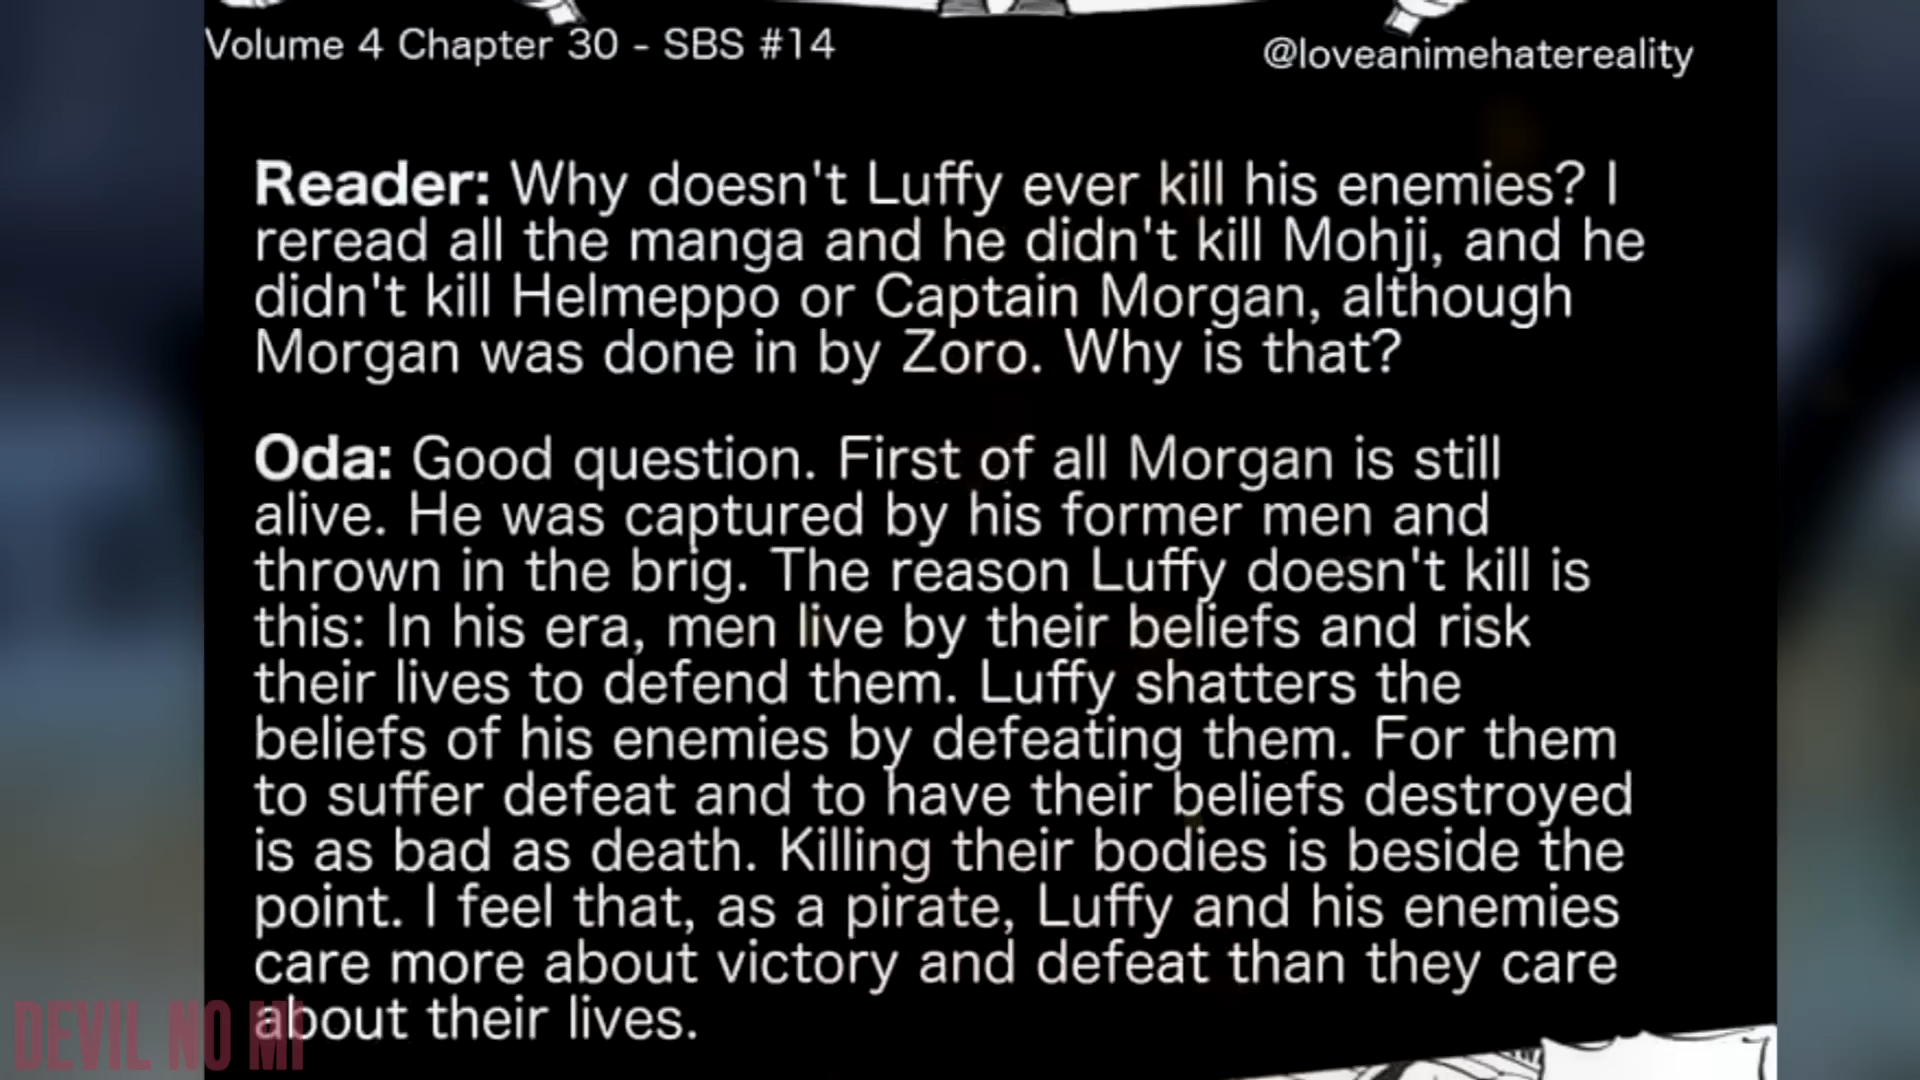 Volume 4 Chapter 30 - SBS #14
@loveanimehatereality
Reader: Why doesn't Luffy ever kill his enemies? I
reread all the manga and he didn't kill Mohji, and he
didn't kill Helmeppo or Captain Morgan, although
Morgan was done in by Zoro. Why is that?
Oda: Good question. First of all Morgan is still
alive. He was captured by his former men and
thrown in the brig. The reason Luffy doesn't kill is
this: In his era, men live by their beliefs and risk
their lives to defend them. Luffy shatters the
beliefs of his enemies by defeating them. For them
to suffer defeat and to have their beliefs destroyed
is as bad as death. Killing their bodies is beside the
point. I feel that, as a pirate, Luffy and his enemies
care more about victory and defeat than they care
about their lives.
DEVIL NO MI